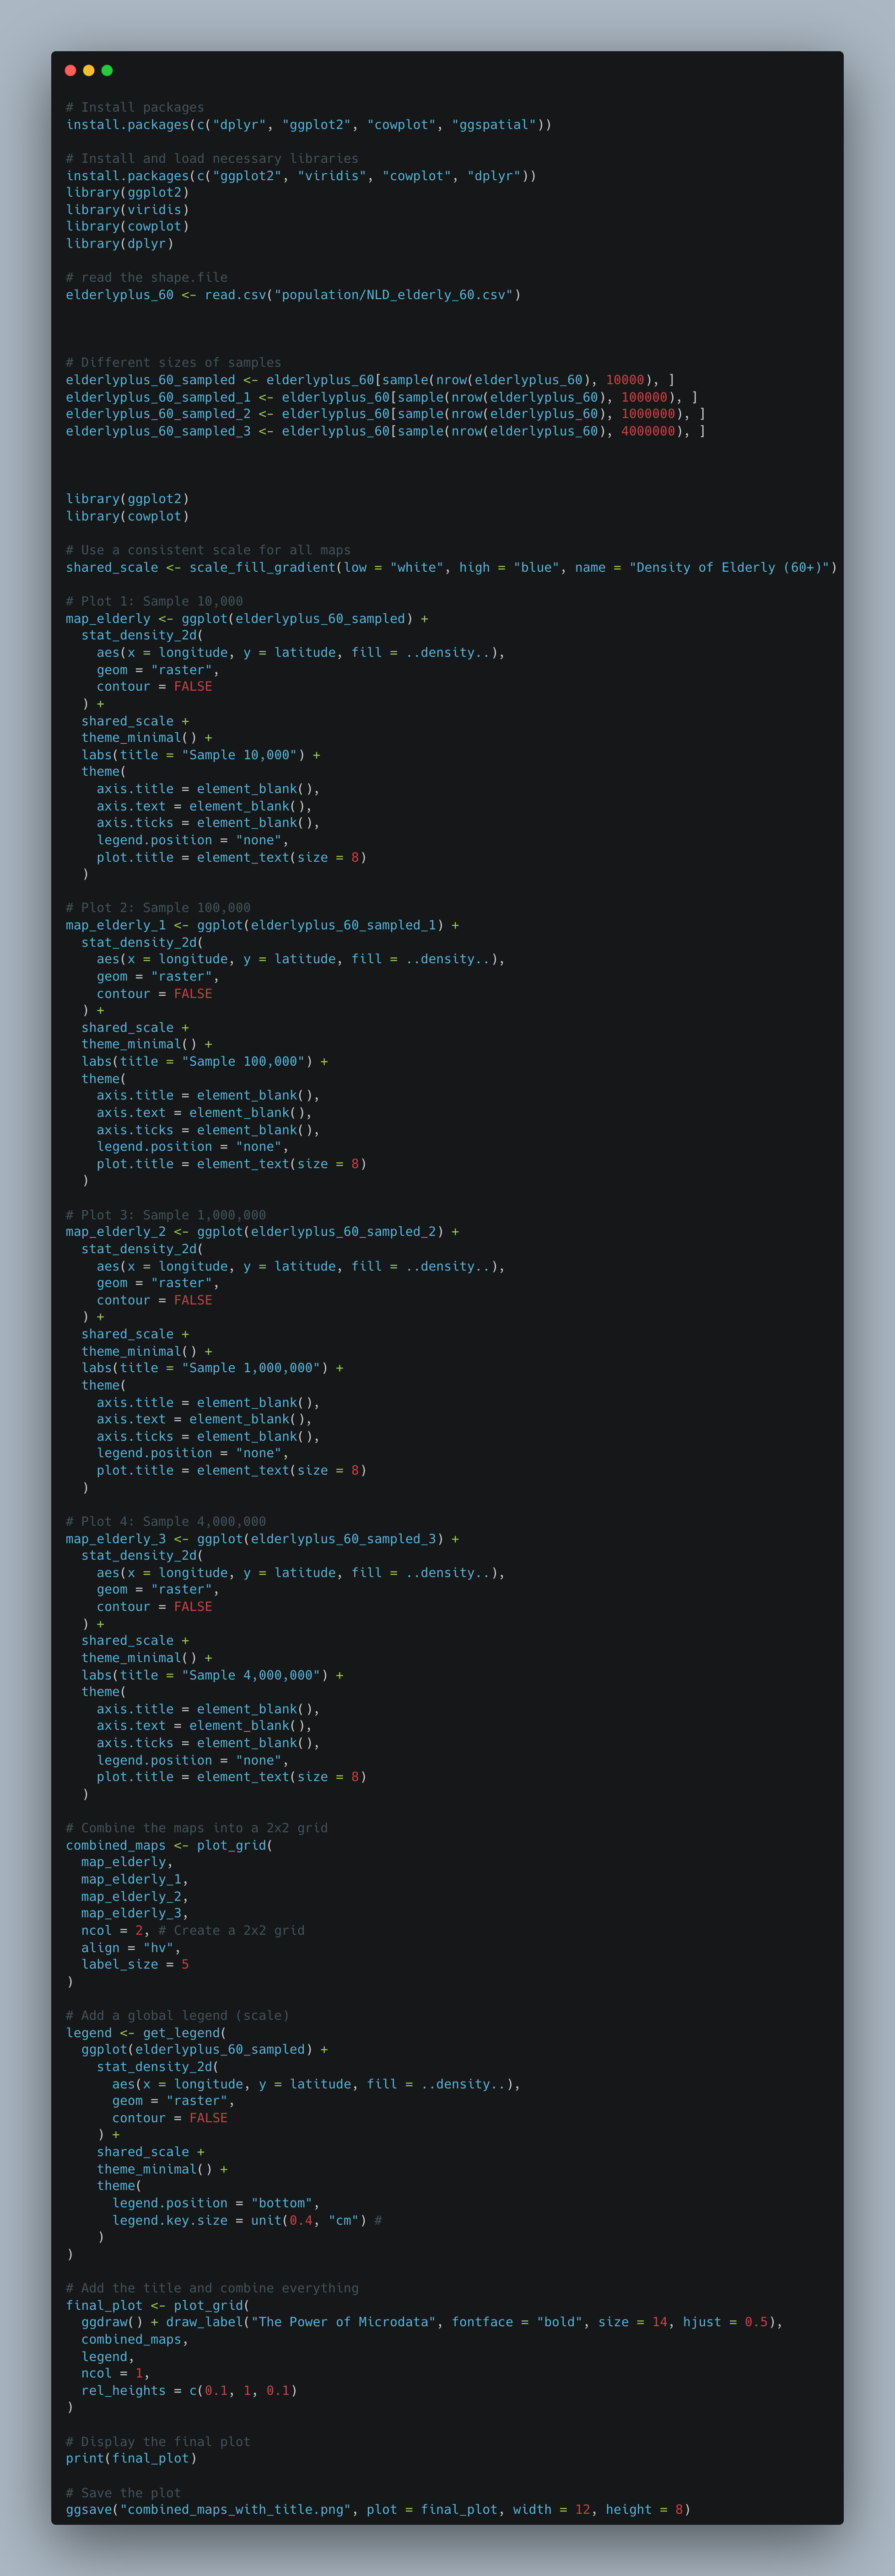 # Install packages
install.packages(c("dplyr", "ggplot2", "cowplot", "ggspatial"))
# Install and load necessary libraries
install.packages(c("ggplot2", "viridis", "cowplot", "dplyr"))
library(ggplot2)
library(viridis)
library(cowplot)
library(dplyr)
# read the shape.file
elderlyplus_60 <- read.csv("population/NLD_elderly_60.csv")
# Different sizes of samples
elderlyplus_60_sampled <- elderlyplus_60[sample(nrow(elderlyplus_60), 10000), ]
elderlyplus_60_sampled_1 <- elderlyplus_60[sample(nrow(elderlyplus_60), 100000), ]
elderlyplus_60_sampled_2 <- elderlyplus_60[sample(nrow(elderlyplus_60), 1000000), ]
elderlyplus_60_sampled_3 <- elderlyplus_60[sample(nrow(elderlyplus_60), 4000000), ]
library(ggplot2)
library(cowplot)
# Use a consistent scale for all maps
shared_scale <- scale_fill_gradient(low = "white", high = "blue", name = "Density of Elderly (60+)")
# Plot 1: Sample 10,000
map_elderly <- ggplot(elderlyplus_60_sampled) +
  stat_density_2d(
    aes(x = longitude, y = latitude, fill = ..density..),
    geom = "raster",
    contour = FALSE
  ) +
  shared_scale +
  theme_minimal() +
  labs(title = "Sample 10,000") +
  theme(
    axis.title = element_blank(),
    axis.text = element_blank(),
    axis.ticks = element_blank(),
    legend.position = "none",
    plot.title = element_text(size = 8)
  )
# Plot 2: Sample 100,000
map_elderly_1 <- ggplot(elderlyplus_60_sampled_1) +
  stat_density_2d(
    aes(x = longitude, y = latitude, fill = ..density..),
    geom = "raster",
    contour = FALSE
  ) +
  shared_scale +
  theme_minimal() +
  labs(title = "Sample 100,000") +
  theme(
    axis.title = element_blank(),
    axis.text = element_blank(),
    axis.ticks = element_blank(),
    legend.position = "none",
    plot.title = element_text(size = 8)
  )
# Plot 3: Sample 1,000,000
map_elderly_2 <- ggplot(elderlyplus_60_sampled_2) +
  stat_density_2d(
    aes(x = longitude, y = latitude, fill = ..density..),
    geom = "raster",
    contour = FALSE
  ) +
  shared_scale +
  theme_minimal() +
  labs(title = "Sample 1,000,000") +
  theme(
    axis.title = element_blank(),
    axis.text = element_blank(),
    axis.ticks = element_blank(),
    legend.position = "none",
    plot.title = element_text(size = 8)
  )
# Plot 4: Sample 4,000,000
map_elderly_3 <- ggplot(elderlyplus_60_sampled_3) +
  stat_density_2d(
    aes(x = longitude, y = latitude, fill = ..density..),
    geom = "raster",
    contour = FALSE
  ) +
  shared_scale +
  theme_minimal() +
  labs(title = "Sample 4,000,000") +
  theme(
    axis.title = element_blank(),
    axis.text = element_blank(),
    axis.ticks = element_blank(),
    legend.position = "none",
    plot.title = element_text(size = 8)
  )
# Combine the maps into a 2x2 grid
combined_maps <- plot_grid(
  map_elderly,
  map_elderly_1,
  map_elderly_2,
  map_elderly_3,
  ncol = 2, # Create a 2x2 grid
  align = "hv",
  label_size = 5
)
# Add a global legend (scale)
legend <- get_legend(
  ggplot(elderlyplus_60_sampled) +
    stat_density_2d(
      aes(x = longitude, y = latitude, fill = ..density..),
      geom = "raster",
      contour = FALSE
    ) +
    shared_scale +
    theme_minimal() +
    theme(
      legend.position = "bottom",
      legend.key.size = unit(0.4, "cm") #
    )
)
# Add the title and combine everything
final_plot <- plot_grid(
  ggdraw() + draw_label("The Power of Microdata", fontface = "bold", size = 14, hjust = 0.5),
  combined_maps,
  legend,
  ncol = 1,
  rel_heights = c(0.1, 1, 0.1)
)
# Display the final plot
print(final_plot)
# Save the plot
ggsave("combined_maps_with_title.png", plot = final_plot, width = 12, height = 8)